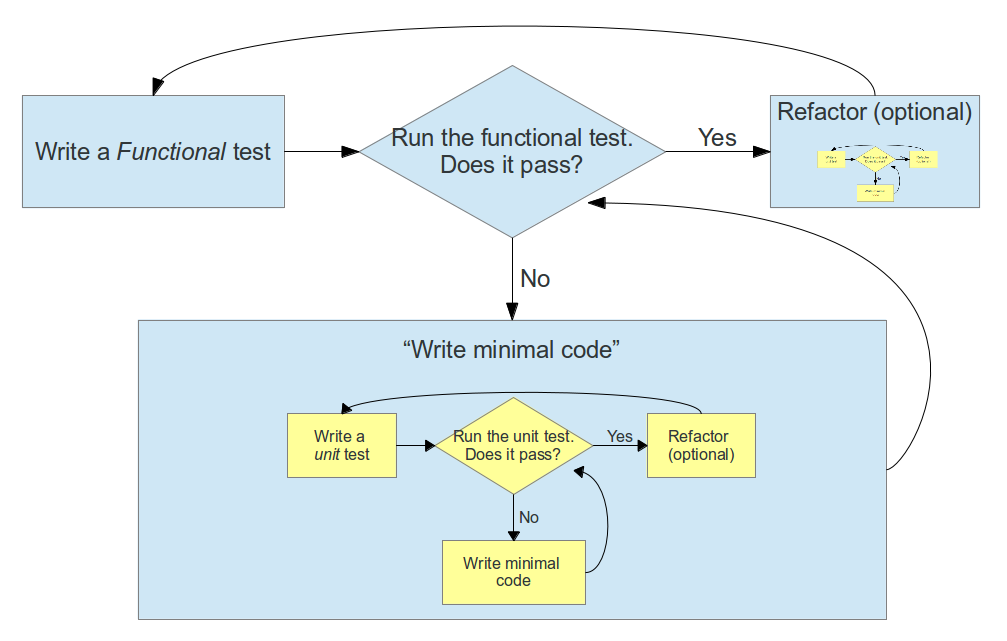 Write a Functional test
Run the functional test.
Does it pass?
Yes
Refactor (optional)
No
“Write minimal code”
Write a
unit test
Run the unit test.
Does it pass?
Yes
Refactor
(optional)
No
Write minimal
code